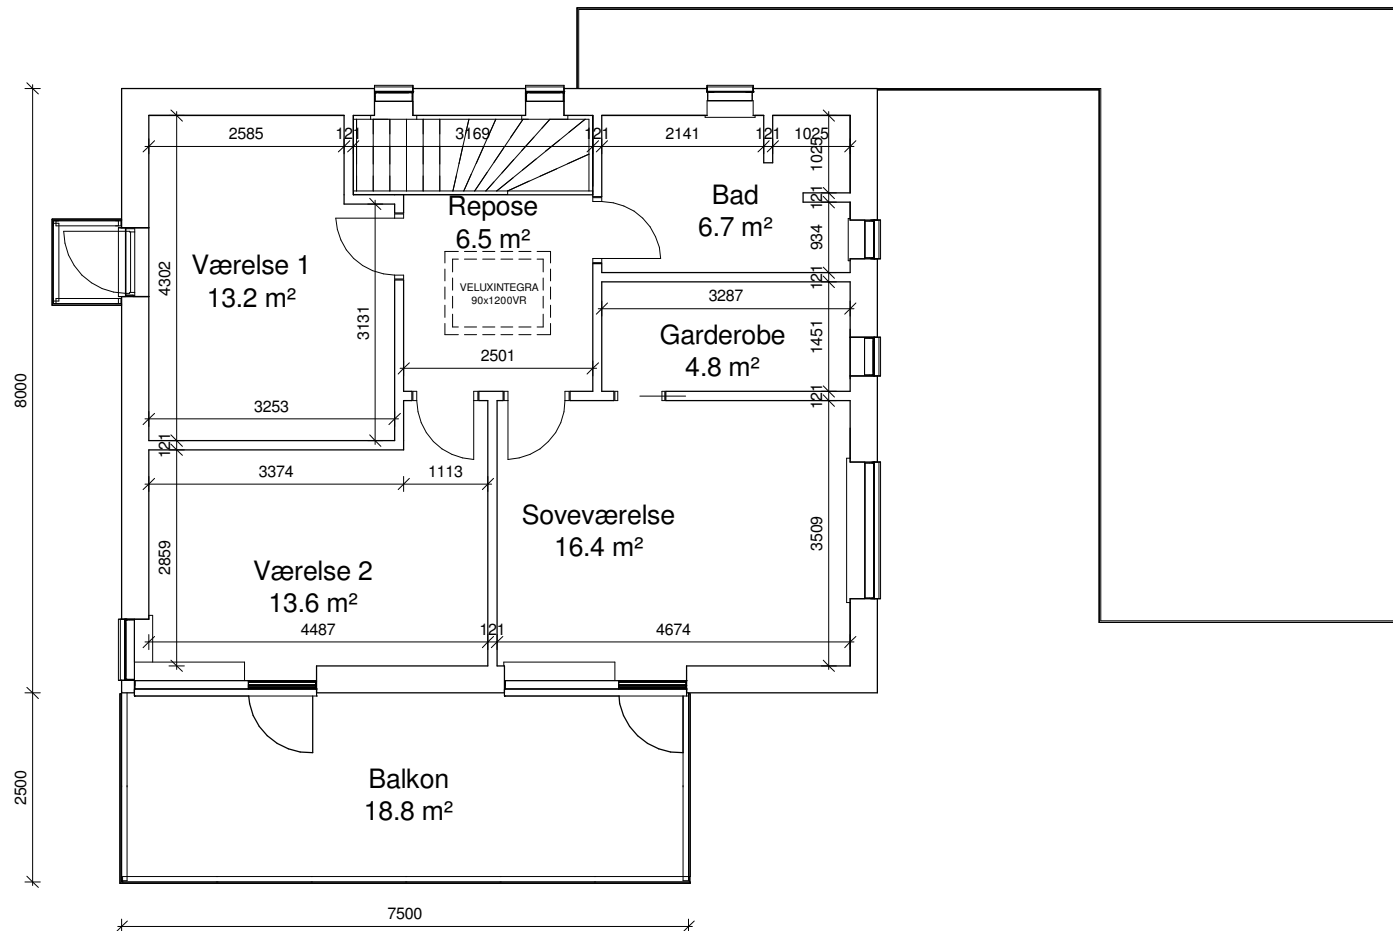 2585
121
3169
121
2141
121
1025
1025
121
934
121
Bad
6.7 m²
Repose
6.5 m²
VELUXINTEGRA
90x1200VR
Værelse 1
13.2 m²
4302
3131
3287
Garderobe
4.8 m²
1451
121
2501
3253
121
8000
3374
1113
Soveværelse
16.4 m²
3509
2859
Værelse 2
13.6 m²
4487
121
4674
2500
Balkon
18.8 m²
7500